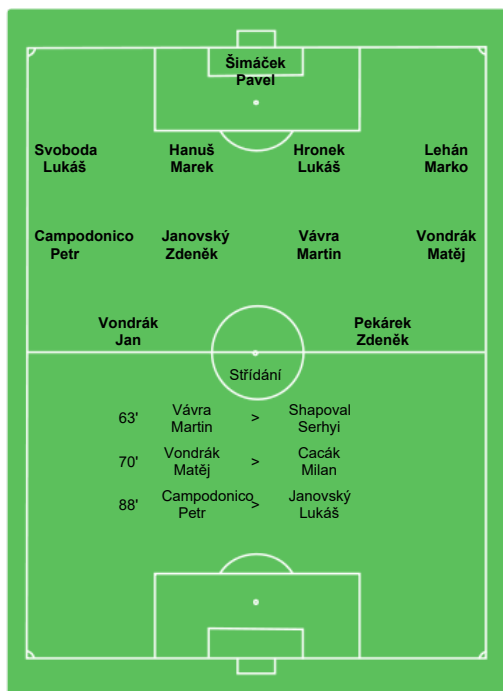 Šimáček
Pavel
Svoboda Hanuš Hronek Lehán
Lukáš Marek Lukáš Marko
Campodonico Janovský Vávra Vondrák
Petr Zdeněk Martin Matěj
Vondrák Pekárek
Jan Zdeněk
Střídání
63' Vávra > Shapoval
Martin Serhyi
70' Vondrák > Cacák
Matěj Milan
88' Campodonico > Janovský
Petr Lukáš